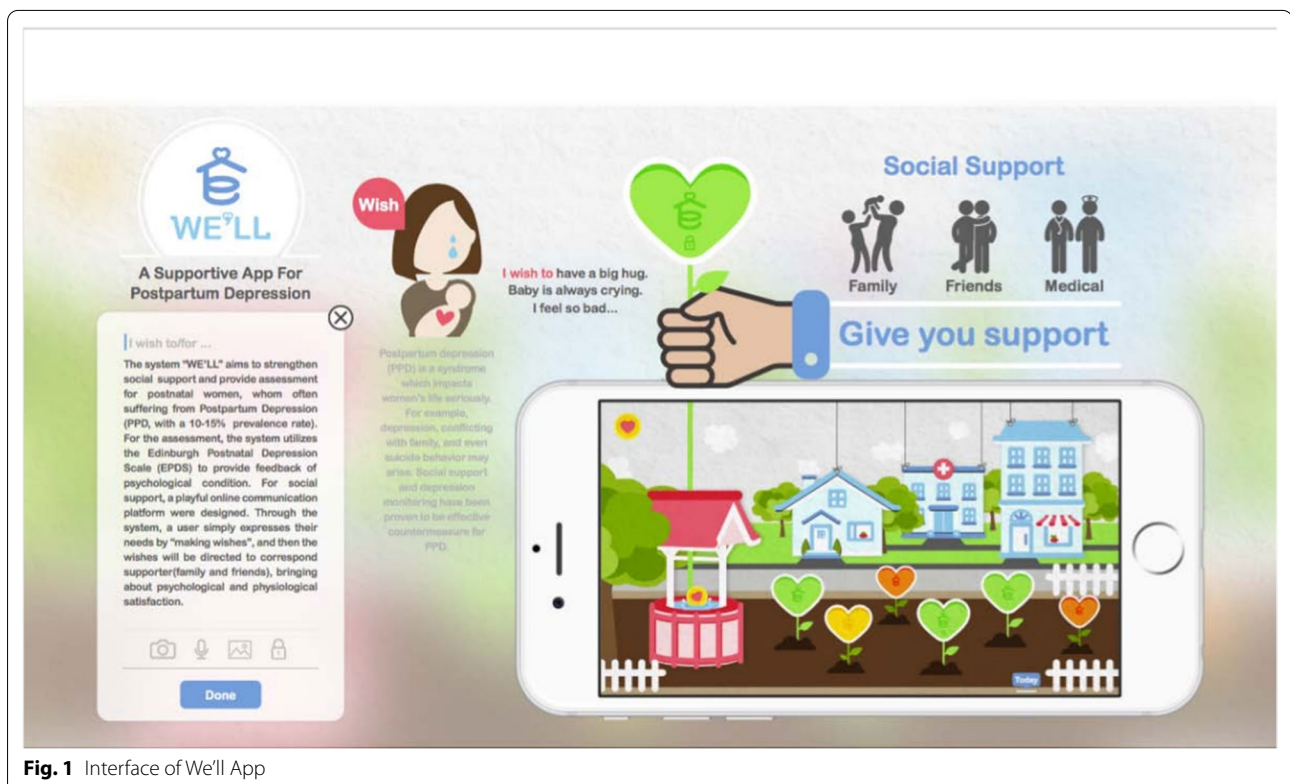 WE'LL
A Supportive App For
Postpartum Depression
I wish to/for ...
The system "WE'LL" aims to strengthen
social support and provide assessment
for postnatal women, whom often
suffering from Postpartum Depression
(PPD, with a 10-15% prevalence rate).
For the assessment, the system utilizes
the Edinburgh Postnatal Depression
Scale (EPDS) to provide feedback of
psychological condition. For social
support, a playful online communication
platform were designed. Through the
system, a user simply expresses their
needs by "making wishes", and then the
wishes will be directed to correspond
supporter(family and friends), bringing
about psychological and physiological
satisfaction.
Done
Wish
Postpartum depression
(PPD) is a syndrome
which impacts
women's life seriously.
For example,
depression, conflicting
with family, and even
suicide behavior may
arise. Social support
and depression
monitoring have been
proven to be effective
countermeasure for
PPD.
I wish to have a big hug.
Baby is always crying.
I feel so bad...
Social Support
Family Friends Medical
Give you support
Today
Fig. 1 Interface of We'll App